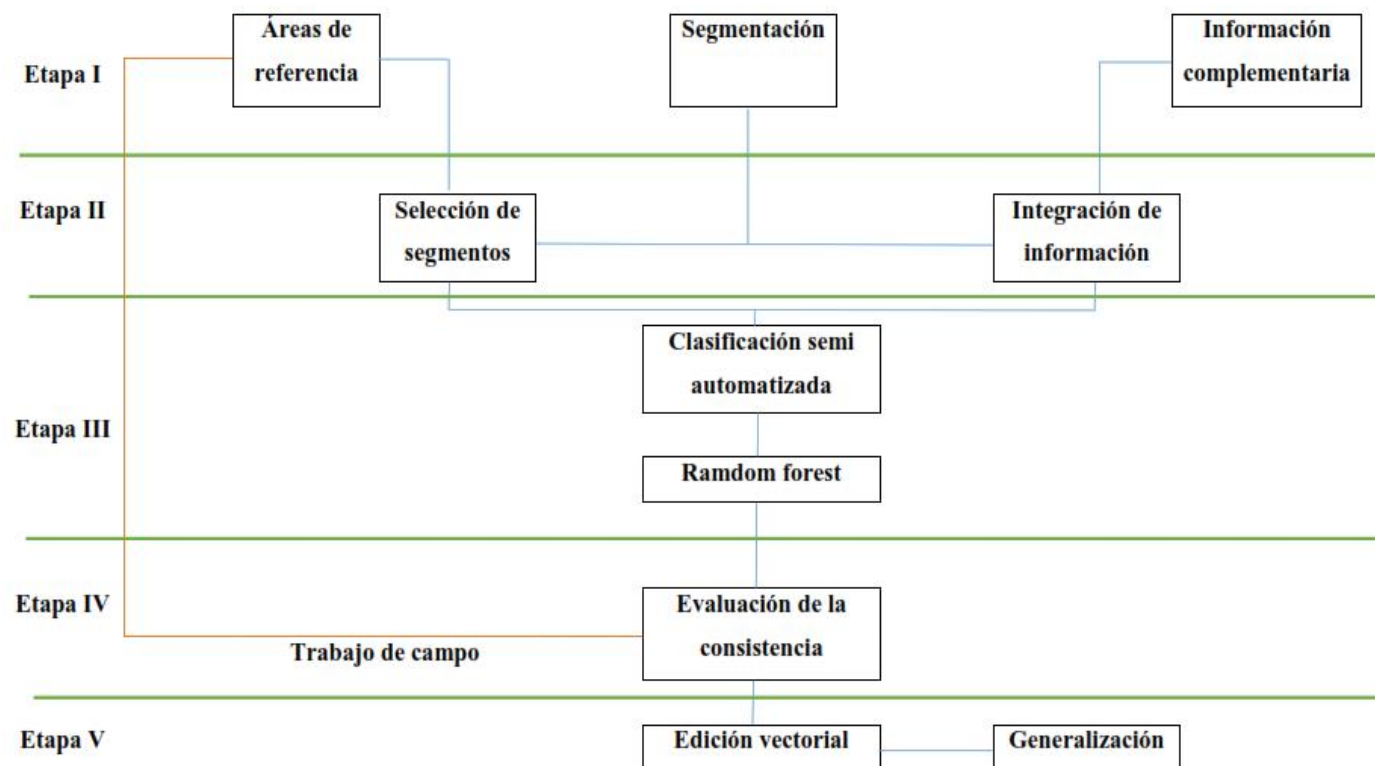 Etapa I
Áreas de
referencia
Segmentación
Información
complementaria
Etapa II
Selección de
segmentos
Integración de
información
Etapa III
Clasificación semi
automatizada
Ramdom forest
Etapa IV
Evaluación de la
consistencia
Trabajo de campo
Etapa V
Edición vectorial
Generalización